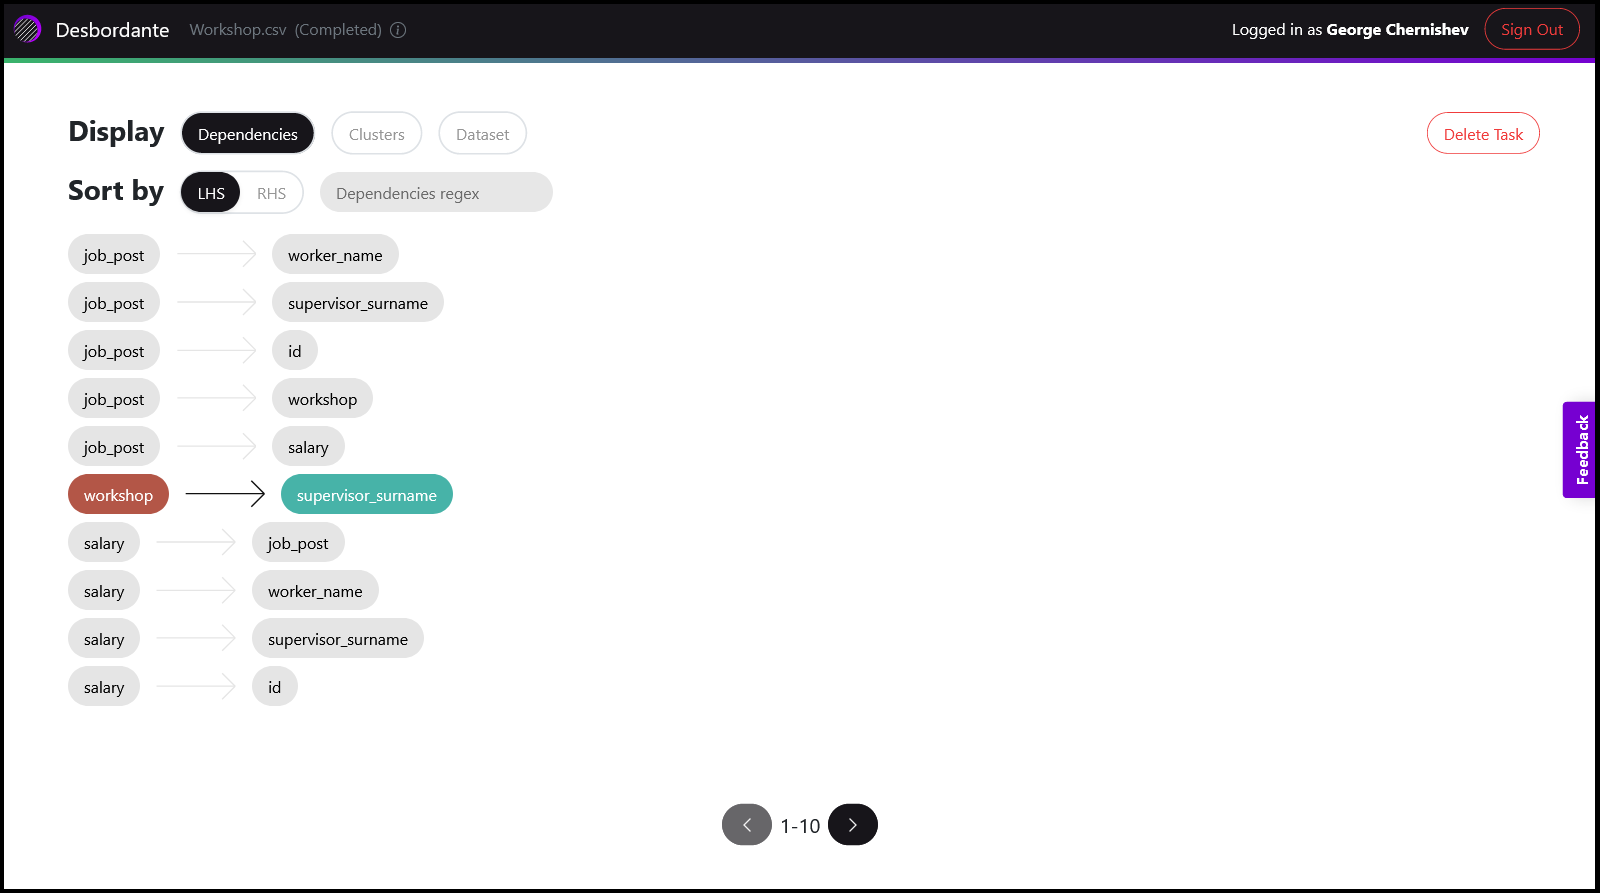 Desbordante Workshop.csv (Completed) Logged in as George Chernishev Sign Out
Display Dependencies Clusters Dataset Delete Task
Sort by LHS RHS Dependencies regex
job_post worker_name
job_post supervisor_surname
job_post id
job_post workshop
job_post salary
workshop supervisor_surname
salary job_post
salary worker_name
salary supervisor_surname
salary id
Feedback
1-10